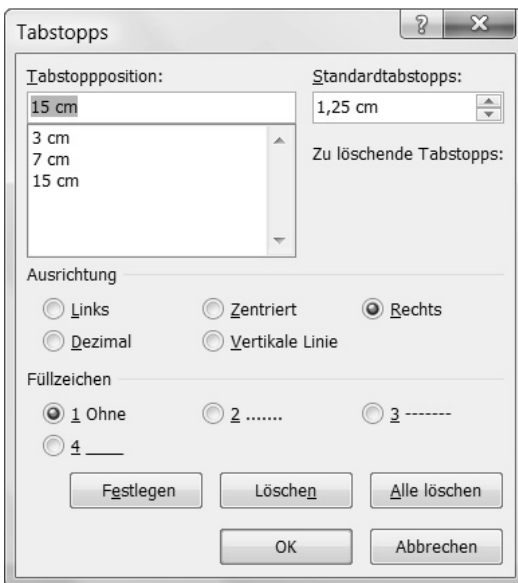 Tabstopps
Tabstoppposition:
Standardtabstopps:
15 cm
1,25 cm
3 cm
7 cm
15 cm
Zu löschende Tabstopps:
Ausrichtung
Links
Zentriert
Rechts
Dezimal
Vertikale Linie
Füllzeichen
1 Ohne
2 .......
3 -------
4 ____
Festlegen
Löschen
Alle löschen
OK
Abbrechen